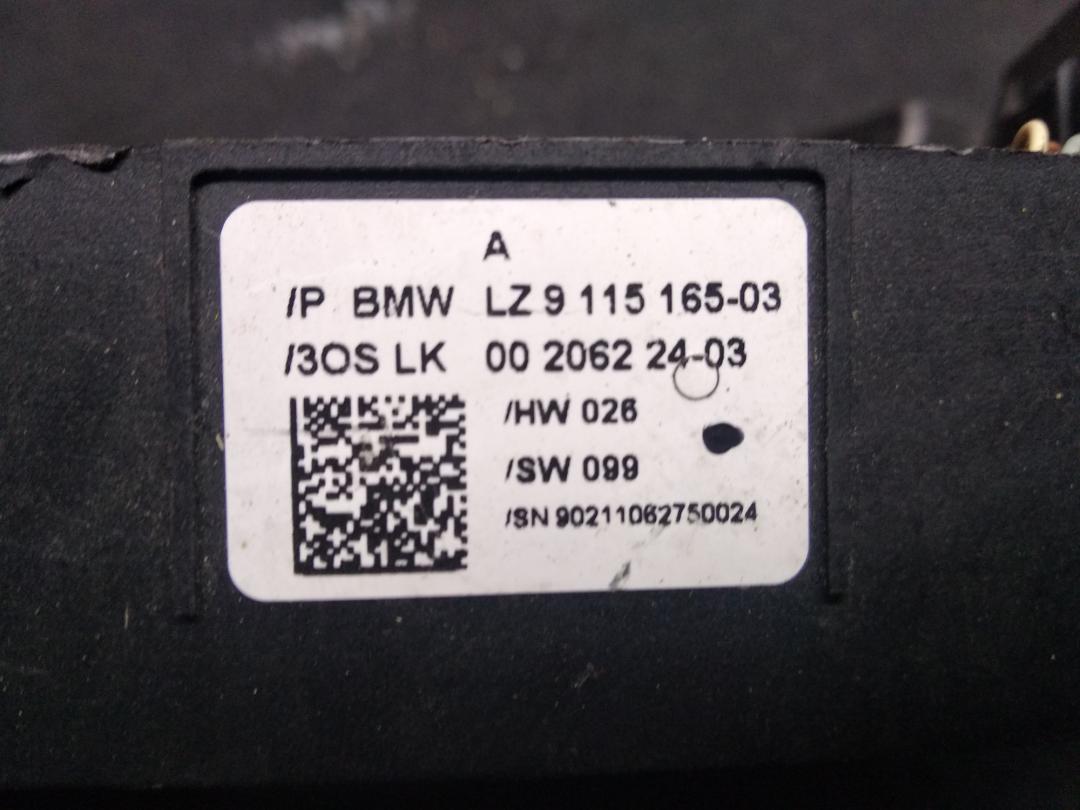 A
/P BMW LZ 9 115 165-03
/3OS LK 00 2062 24-03
/HW 026
/SW 099
/SN 90211062750024